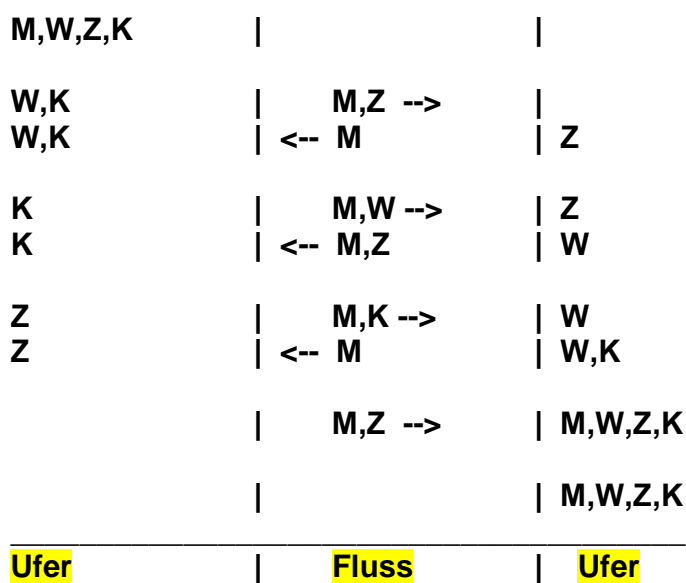 M,W,Z,K | |
W,K | M,Z --> |
W,K | <-- M | Z
K | M,W --> | Z
K | <-- M,Z | W
Z | M,K --> | W
Z | <-- M | W,K
| M,Z --> | M,W,Z,K
| | M,W,Z,K
Ufer | Fluss | Ufer